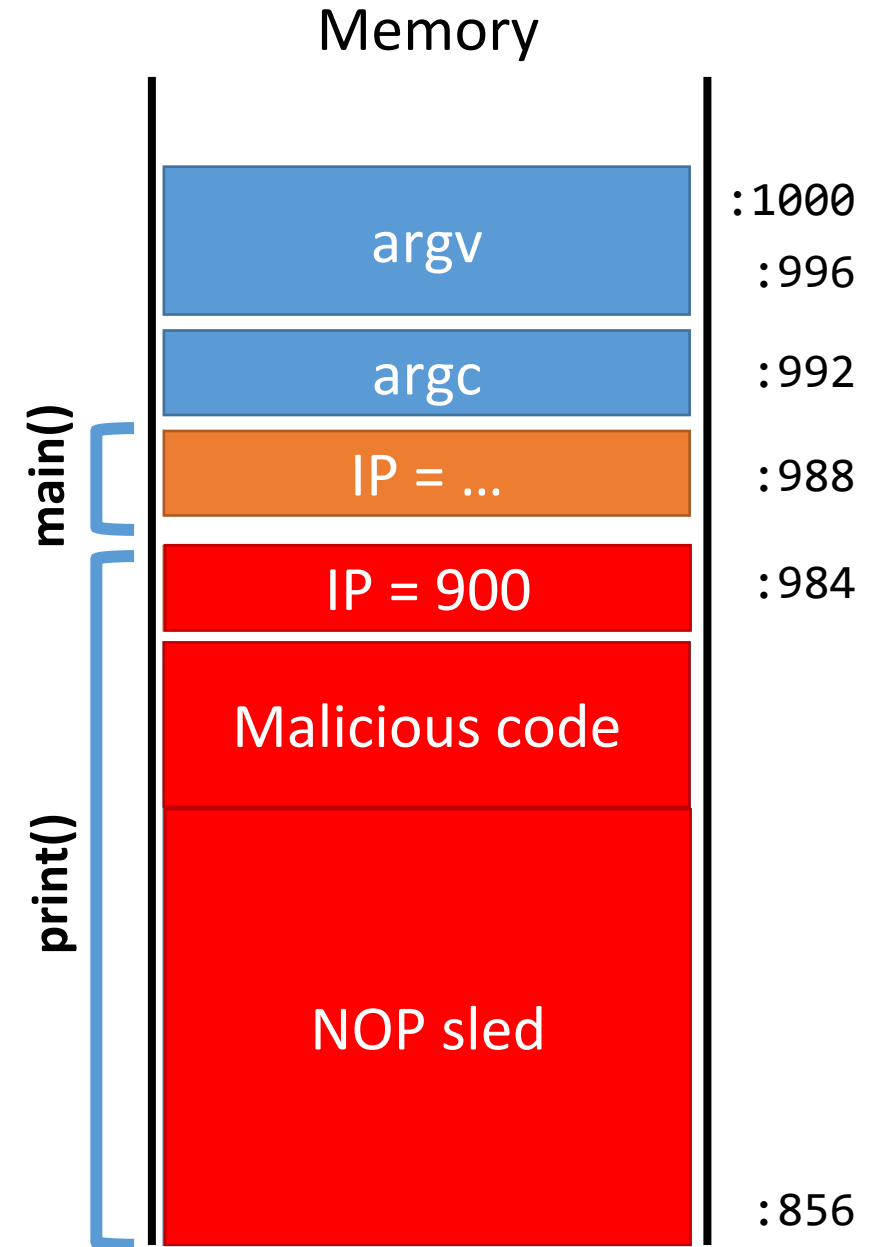 Memory
argv
:1000
:996
argc
:992
main()
IP = …
:988
IP = 900
:984
Malicious code
print()
NOP sled
:856